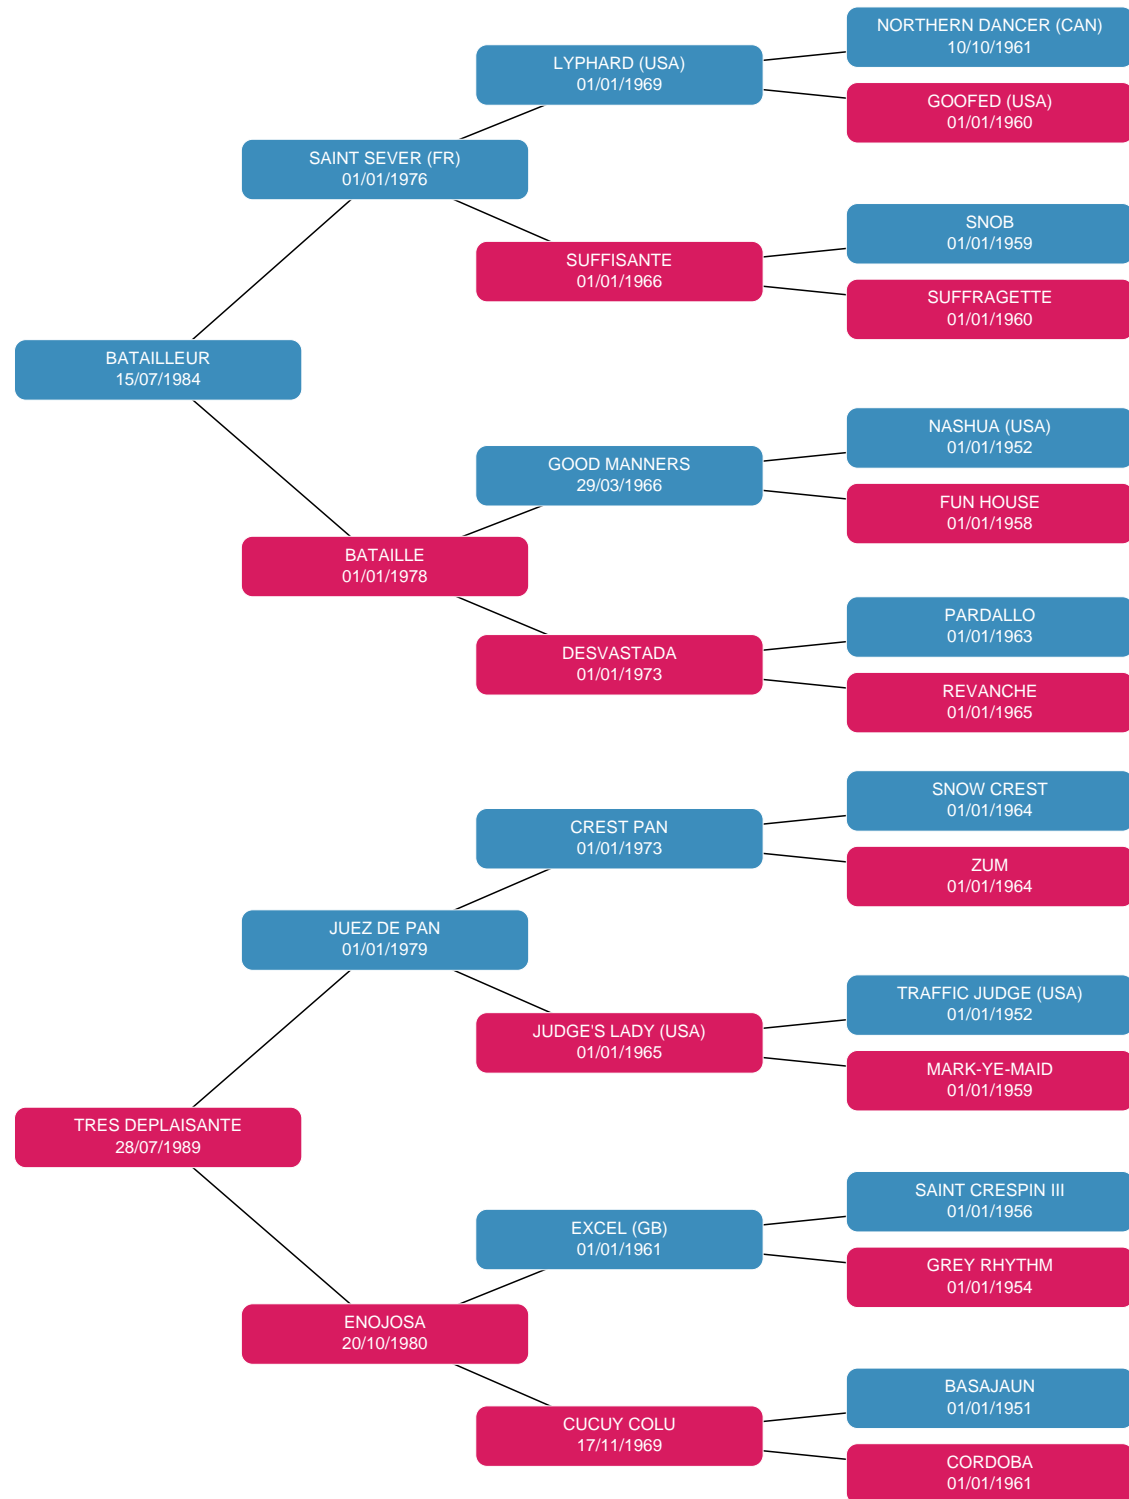 NORTHERN DANCER (CAN)
10/10/1961
LYPHARD (USA)
01/01/1969
GOOFED (USA)
01/01/1960
SAINT SEVER (FR)
01/01/1976
SNOB
01/01/1959
SUFFISANTE
01/01/1966
SUFFRAGETTE
01/01/1960
BATAILLEUR
15/07/1984
NASHUA (USA)
01/01/1952
GOOD MANNERS
29/03/1966
FUN HOUSE
01/01/1958
BATAILLE
01/01/1978
PARDALLO
01/01/1963
DESVASTADA
01/01/1973
REVANCHE
01/01/1965
SNOW CREST
01/01/1964
CREST PAN
01/01/1973
ZUM
01/01/1964
JUEZ DE PAN
01/01/1979
TRAFFIC JUDGE (USA)
01/01/1952
JUDGE'S LADY (USA)
01/01/1965
MARK-YE-MAID
01/01/1959
TRES DEPLAISANTE
28/07/1989
SAINT CRESPIN III
01/01/1956
EXCEL (GB)
01/01/1961
GREY RHYTHM
01/01/1954
ENOJOSA
20/10/1980
BASAJAUN
01/01/1951
CUCUY COLU
17/11/1969
CORDOBA
01/01/1961